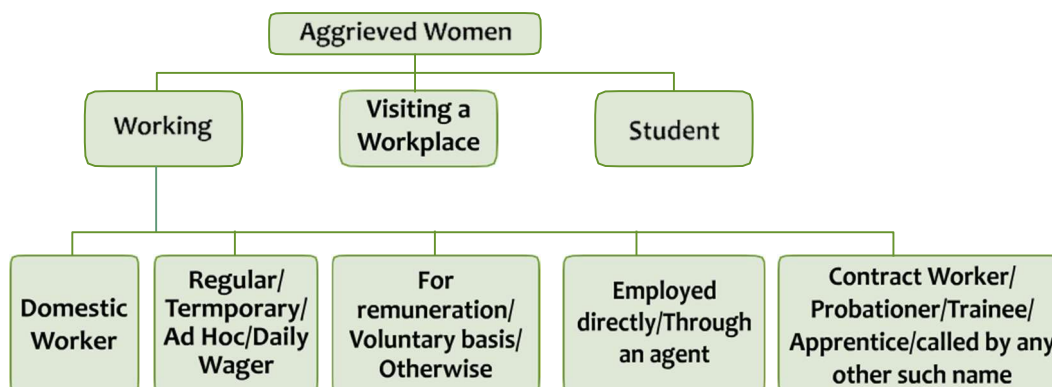 Aggrieved Women
Working
Visiting a
Workplace
Student
Domestic
Worker
Regular/
Termporary/
Ad Hoc/Daily
Wager
For
remuneration/
Voluntary basis/
Otherwise
Employed
directly/Through
an agent
Contract Worker/
Probationer/Trainee/
Apprentice/called by any
other such name